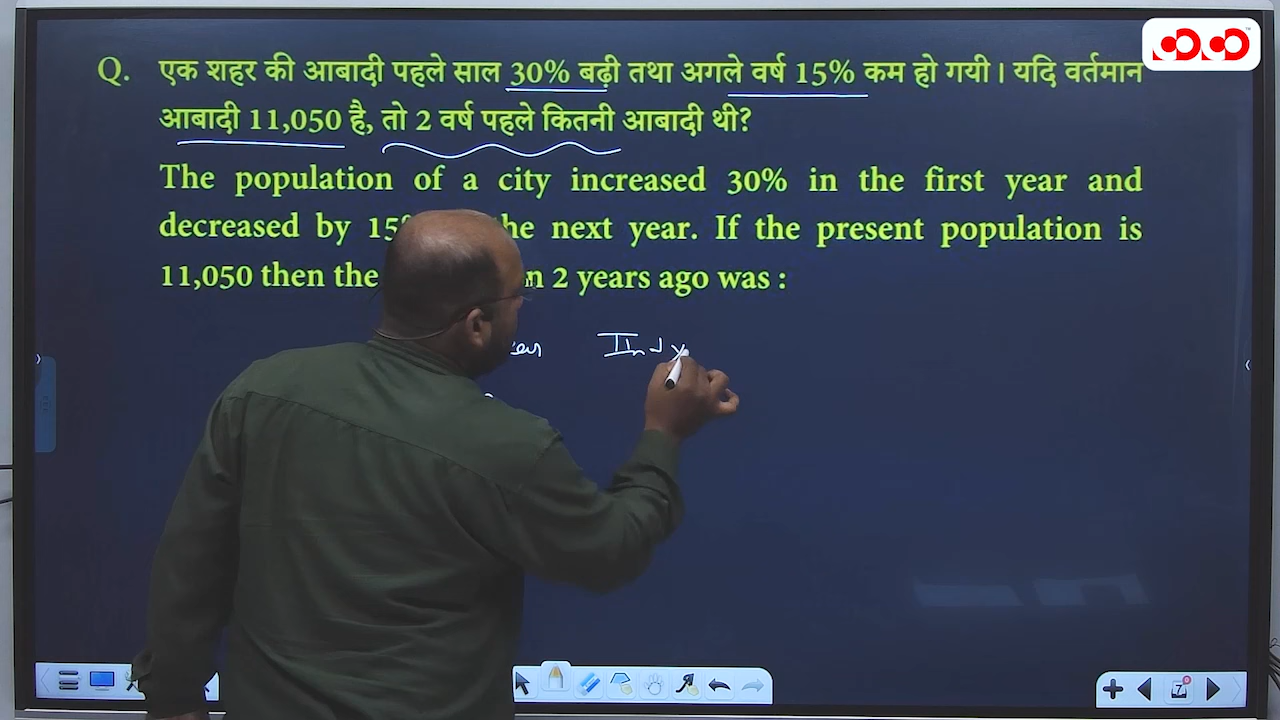 Q. एक शहर की आबादी पहले साल 30% बढ़ी तथा अगले वर्ष 15% कम हो गयी। यदि वर्तमान
आबादी 11,050 है, तो 2 वर्ष पहले कितनी आबादी थी?
The population of a city increased 30% in the first year and
decreased by 15% the next year. If the present population is
11,050 then the 2 years ago was :